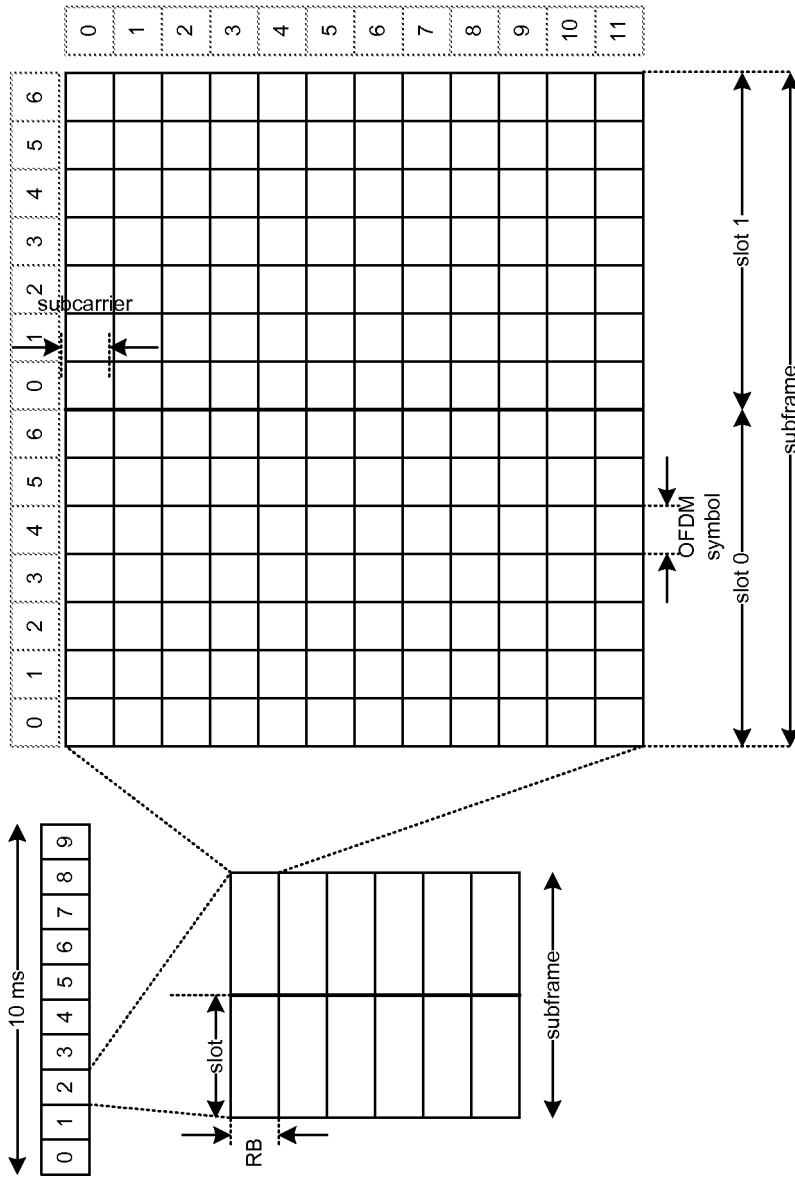 10 ms
0 1 2 3 4 5 6 7 8 9
slot
RB
subframe
0 1 2 3 4 5 6 0 1 2 3 4 5 6
subcarrier
0
1
2
3
4
5
6
7
8
9
10
11
OFDM
symbol
slot 0
slot 1
subframe